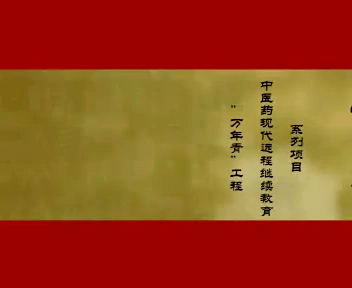 “万年青”工程
中医药现代远程继续教育
系列项目